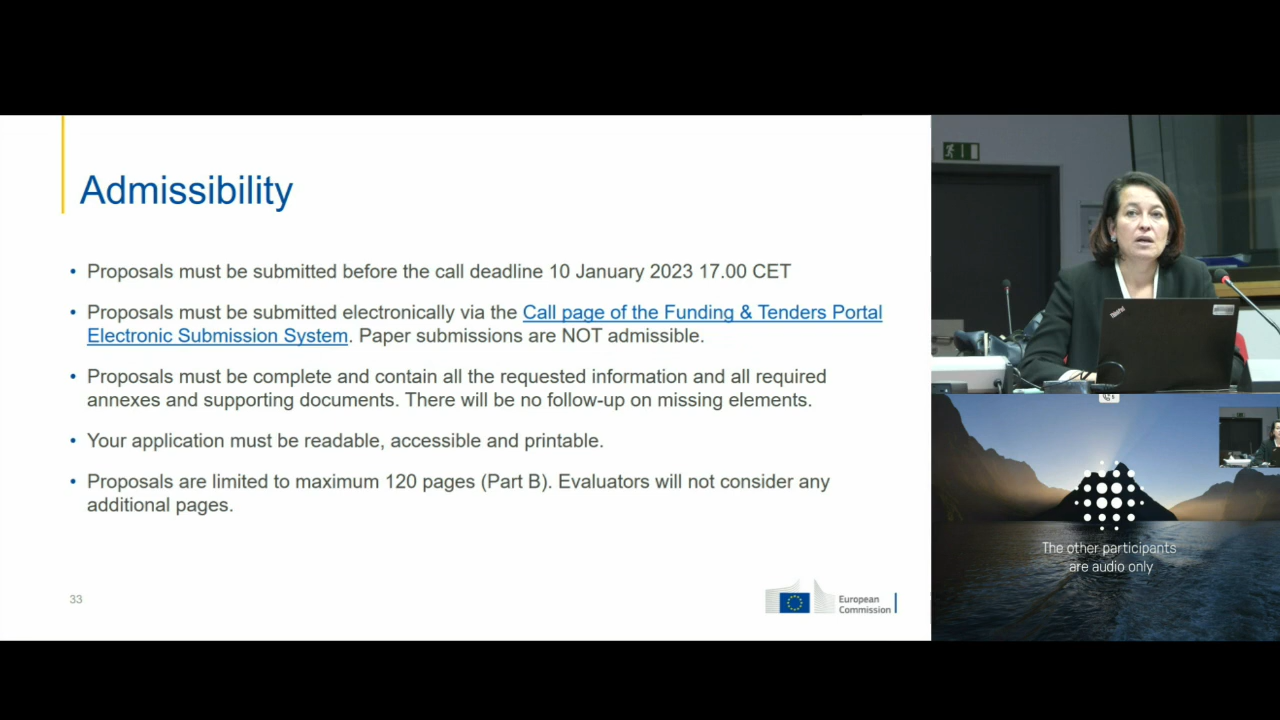 Admissibility
• Proposals must be submitted before the call deadline 10 January 2023 17.00 CET
• Proposals must be submitted electronically via the Call page of the Funding & Tenders Portal
Electronic Submission System. Paper submissions are NOT admissible.
• Proposals must be complete and contain all the requested information and all required
annexes and supporting documents. There will be no follow-up on missing elements.
• Your application must be readable, accessible and printable.
• Proposals are limited to maximum 120 pages (Part B). Evaluators will not consider any
additional pages.
33
European
Commission
ThinkPad
The other participants
are audio only